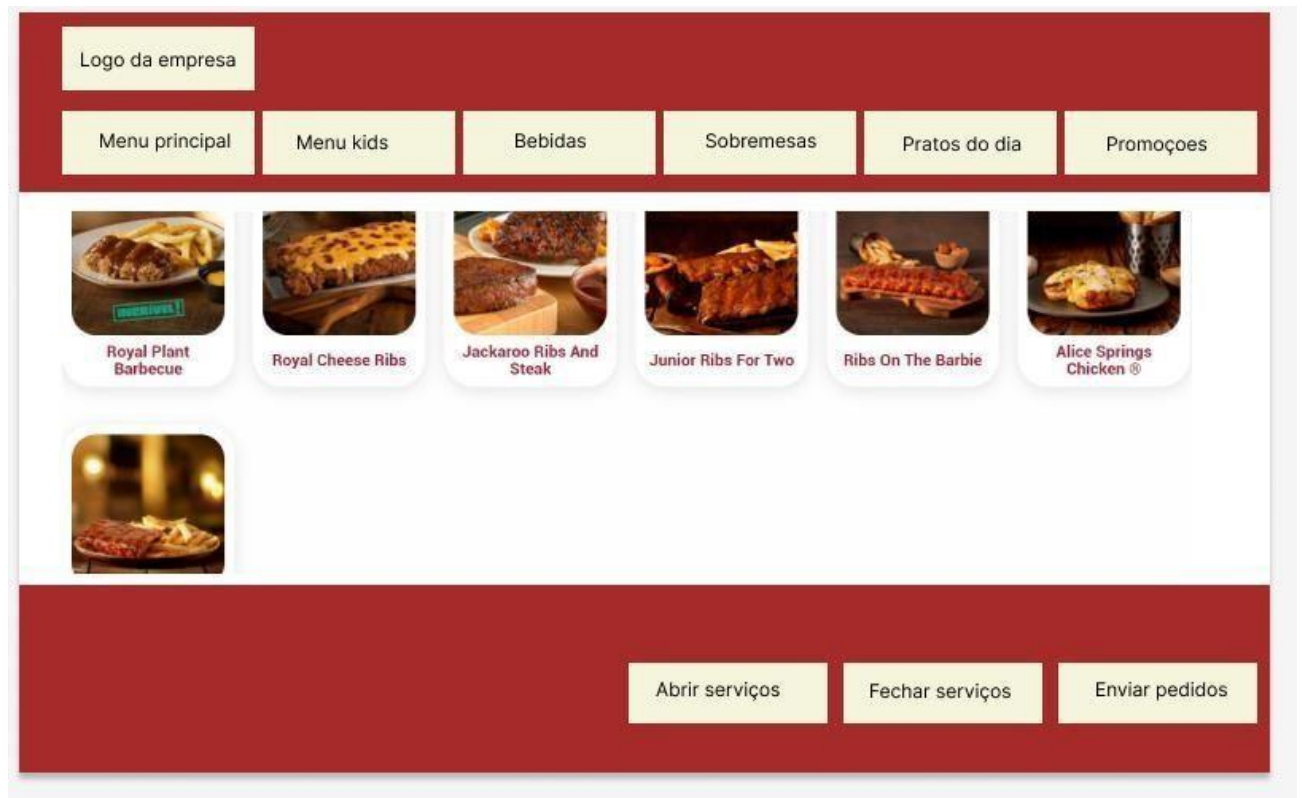 Logo da empresa
Menu principal
Menu kids
Bebidas
Sobremesas
Pratos do dia
Promoçoes
INCRÍVEL!
Royal Plant
Barbecue
Royal Cheese Ribs
Jackaroo Ribs And
Steak
Junior Ribs For Two
Ribs On The Barbie
Alice Springs
Chicken ®
Abrir serviços
Fechar serviços
Enviar pedidos